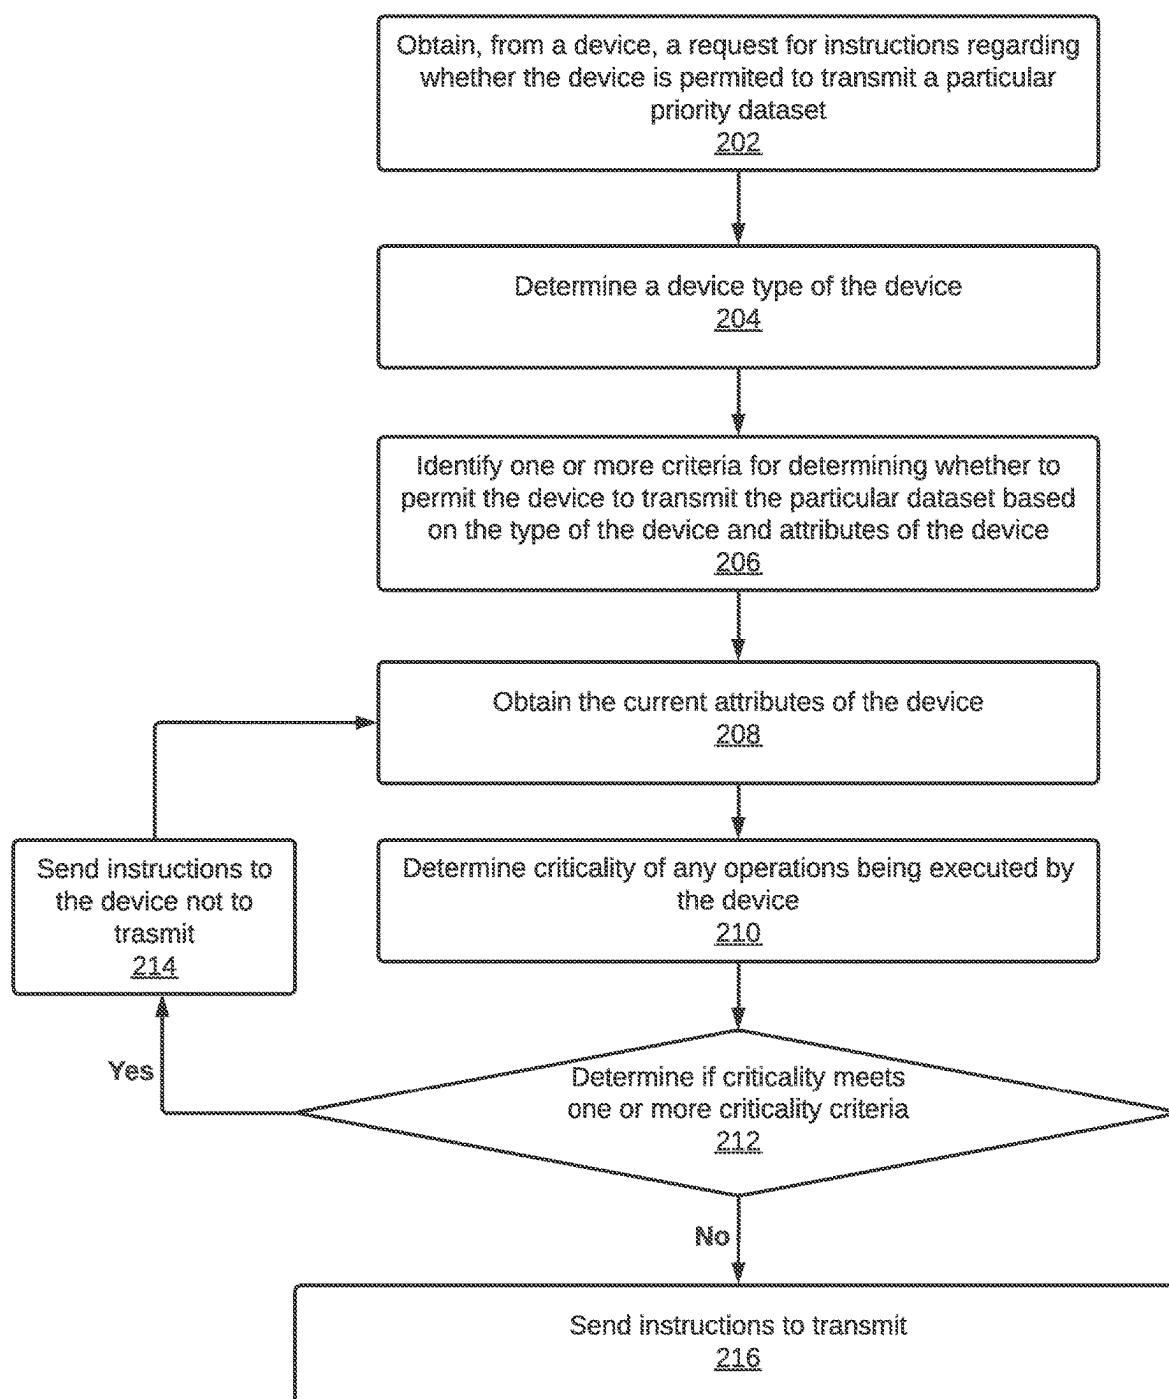 Obtain, from a device, a request for instructions regarding
whether the device is permited to transmit a particular
priority dataset
202
Determine a device type of the device
204
Identify one or more criteria for determining whether to
permit the device to transmit the particular dataset based
on the type of the device and attributes of the device
206
Obtain the current attributes of the device
208
Send instructions to
the device not to
trasmit
214
Determine criticality of any operations being executed by
the device
210
Yes
Determine if criticality meets
one or more criticality criteria
212
No
Send instructions to transmit
216